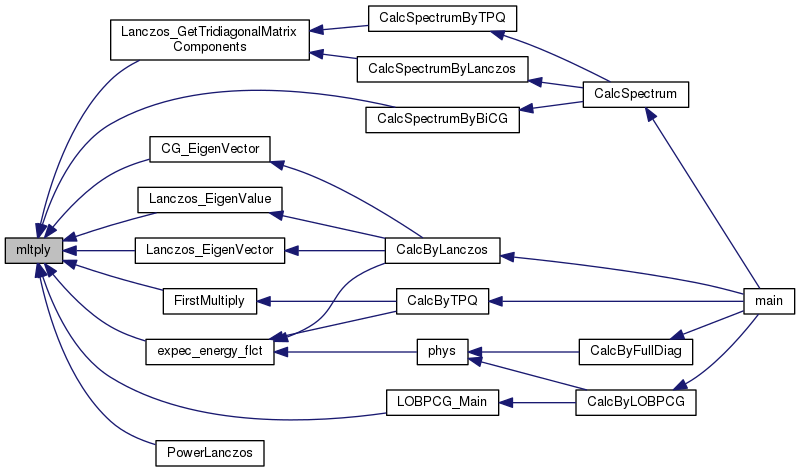 CalcSpectrumByTPQ
Lanczos_GetTridiagonalMatrix
Components
CalcSpectrumByLanczos
CalcSpectrum
CalcSpectrumByBiCG
CG_EigenVector
Lanczos_EigenValue
mltply
Lanczos_EigenVector
CalcByLanczos
FirstMultiply
CalcByTPQ
main
expec_energy_flct
phys
CalcByFullDiag
LOBPCG_Main
CalcByLOBPCG
PowerLanczos